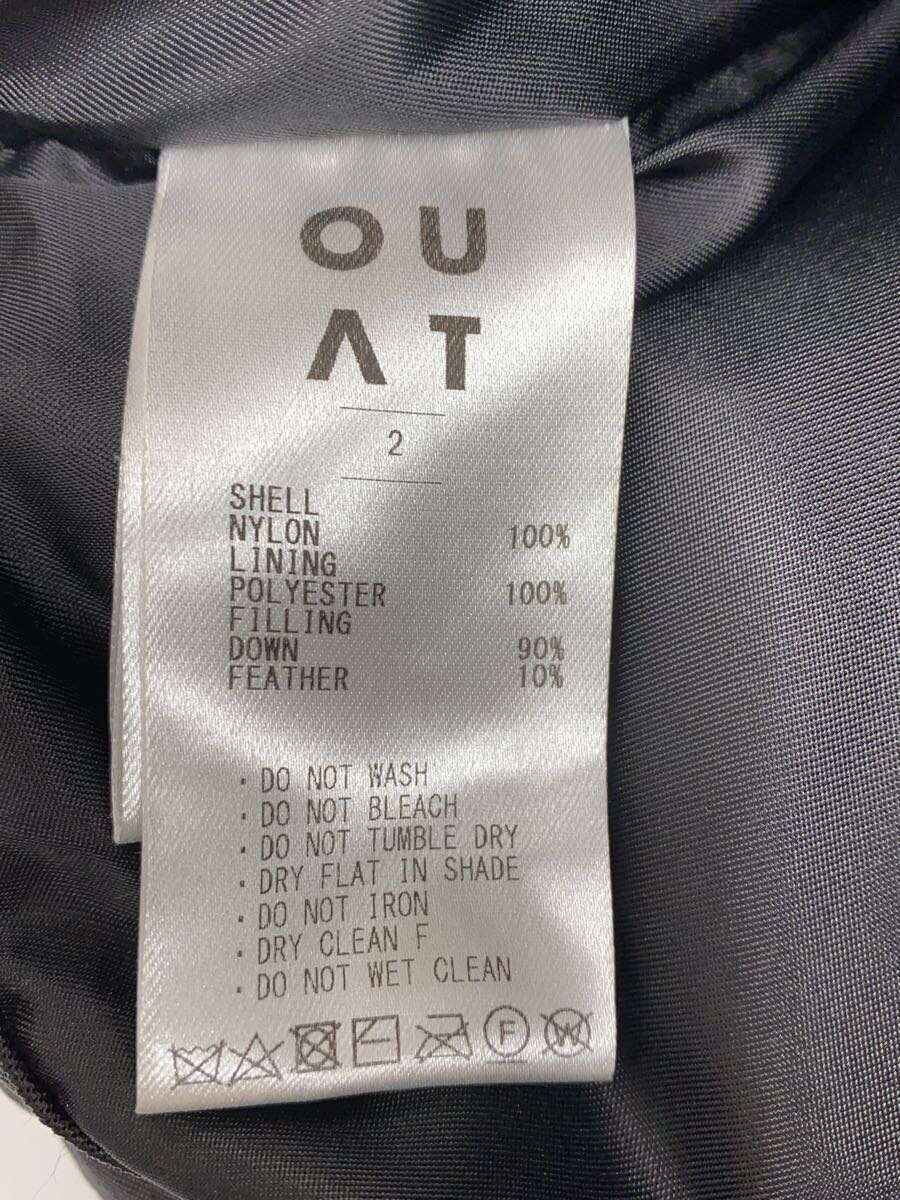 OU
ΛT
2
SHELL
NYLON 100%
LINING
POLYESTER 100%
FILLING
DOWN 90%
FEATHER 10%
・DO NOT WASH
・DO NOT BLEACH
・DO NOT TUMBLE DRY
・DRY FLAT IN SHADE
・DO NOT IRON
・DRY CLEAN F
・DO NOT WET CLEAN
F W